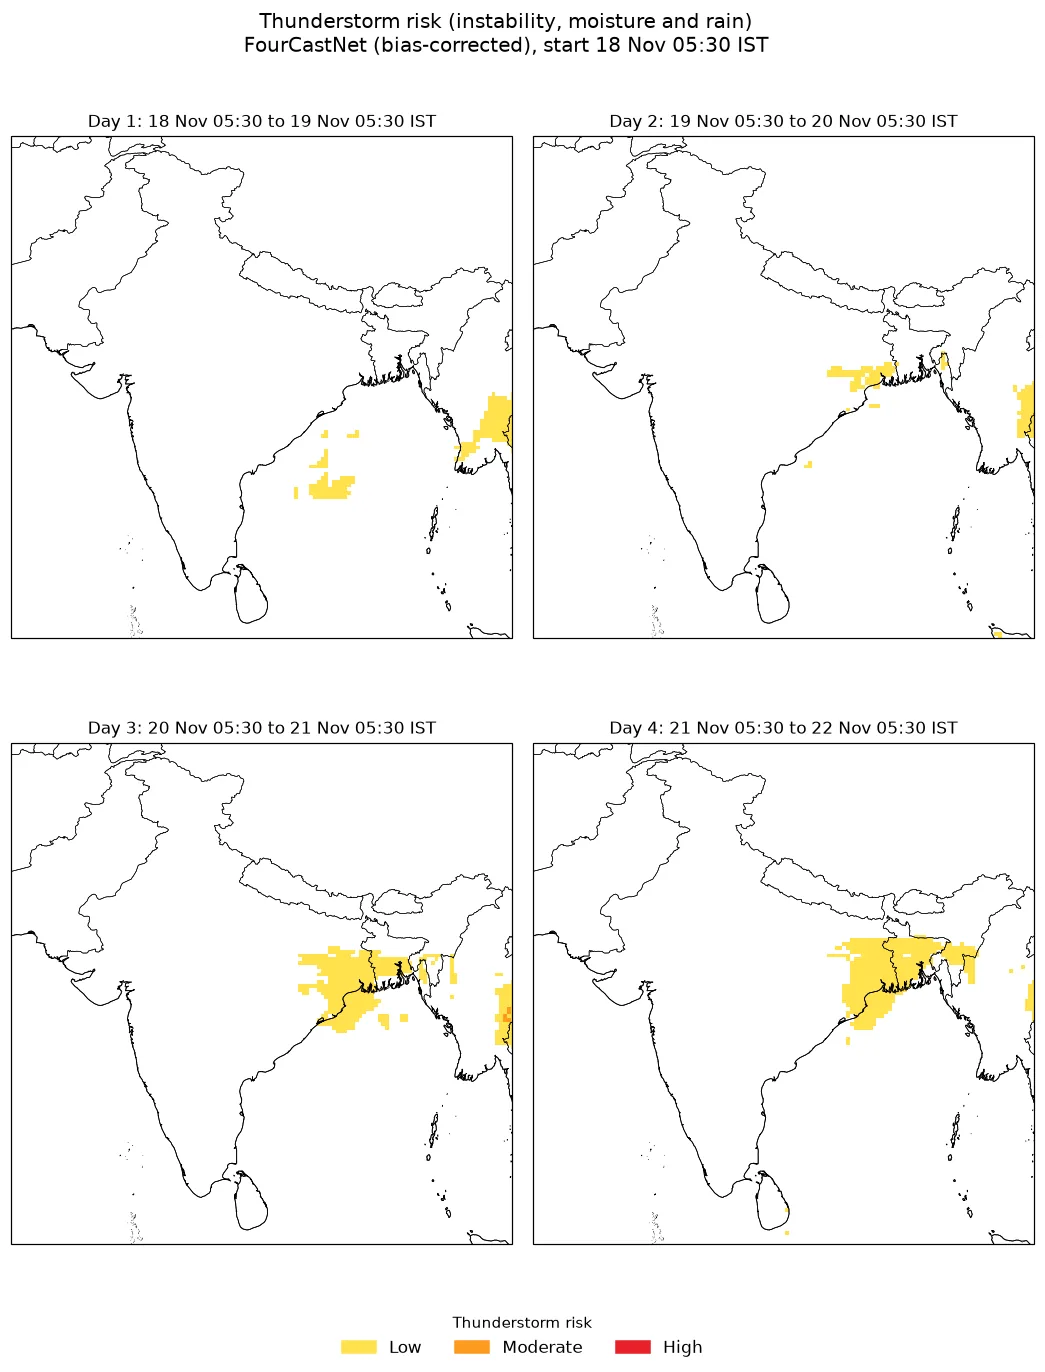 Thunderstorm risk (instability, moisture and rain)
FourCastNet (bias-corrected), start 18 Nov 05:30 IST
Day 1: 18 Nov 05:30 to 19 Nov 05:30 IST
Day 2: 19 Nov 05:30 to 20 Nov 05:30 IST
Day 3: 20 Nov 05:30 to 21 Nov 05:30 IST
Day 4: 21 Nov 05:30 to 22 Nov 05:30 IST
Thunderstorm risk
Low Moderate High